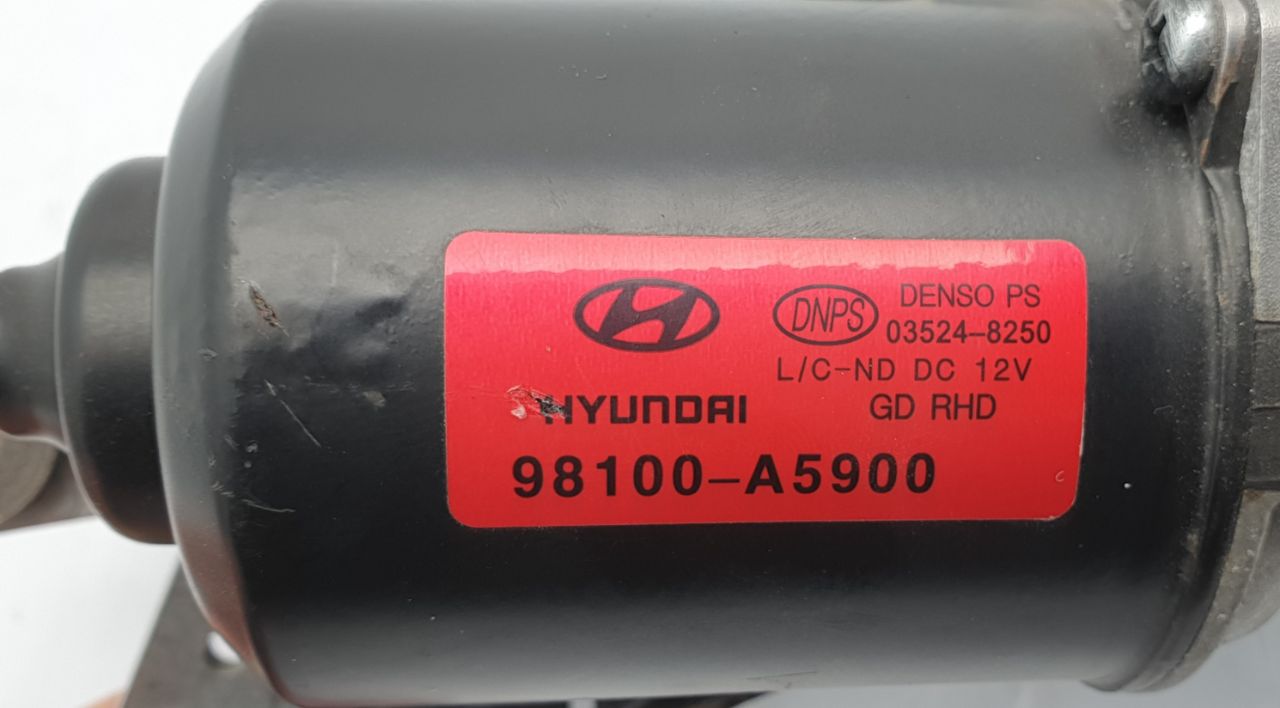 DNPS DENSO PS
03524-8250
L/C-ND DC 12V
HYUNDAI GD RHD
98100-A5900